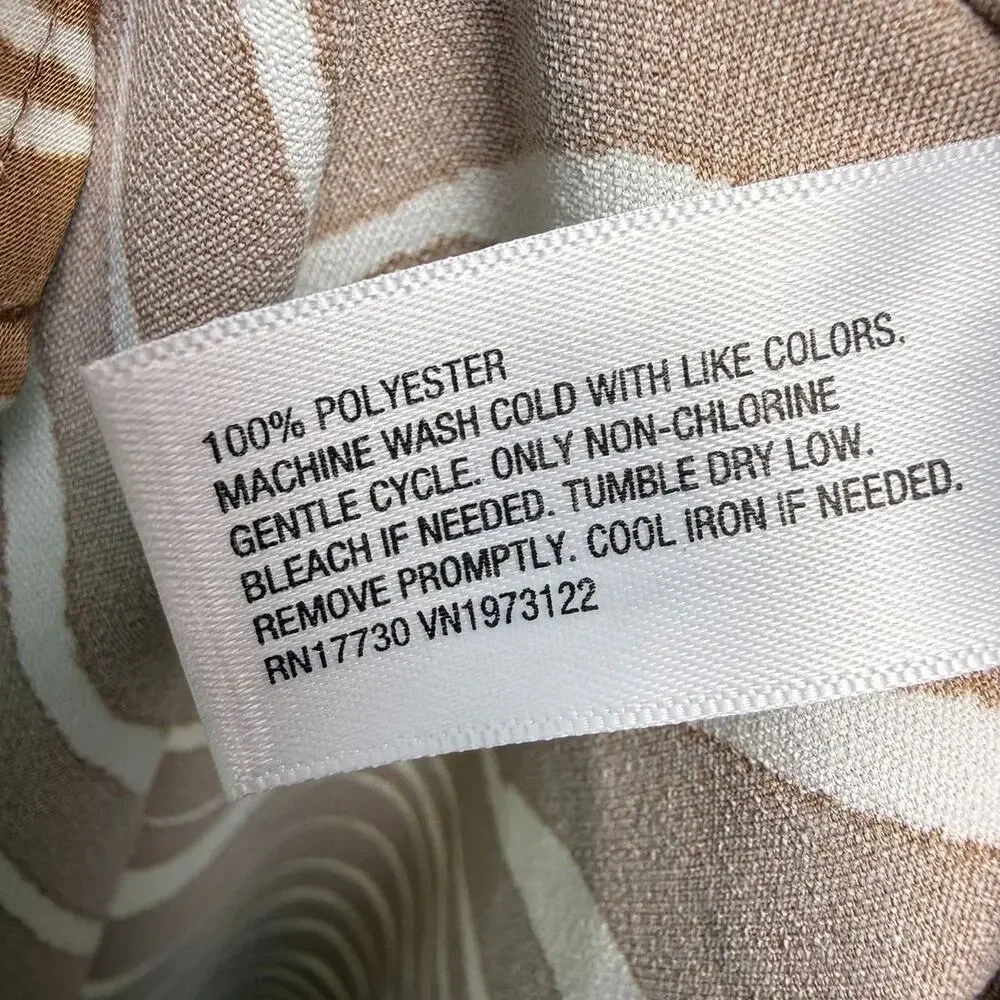 100% POLYESTER
MACHINE WASH COLD WITH LIKE COLORS.
GENTLE CYCLE. ONLY NON-CHLORINE
BLEACH IF NEEDED. TUMBLE DRY LOW.
REMOVE PROMPTLY. COOL IRON IF NEEDED.
RN17730 VN1973122